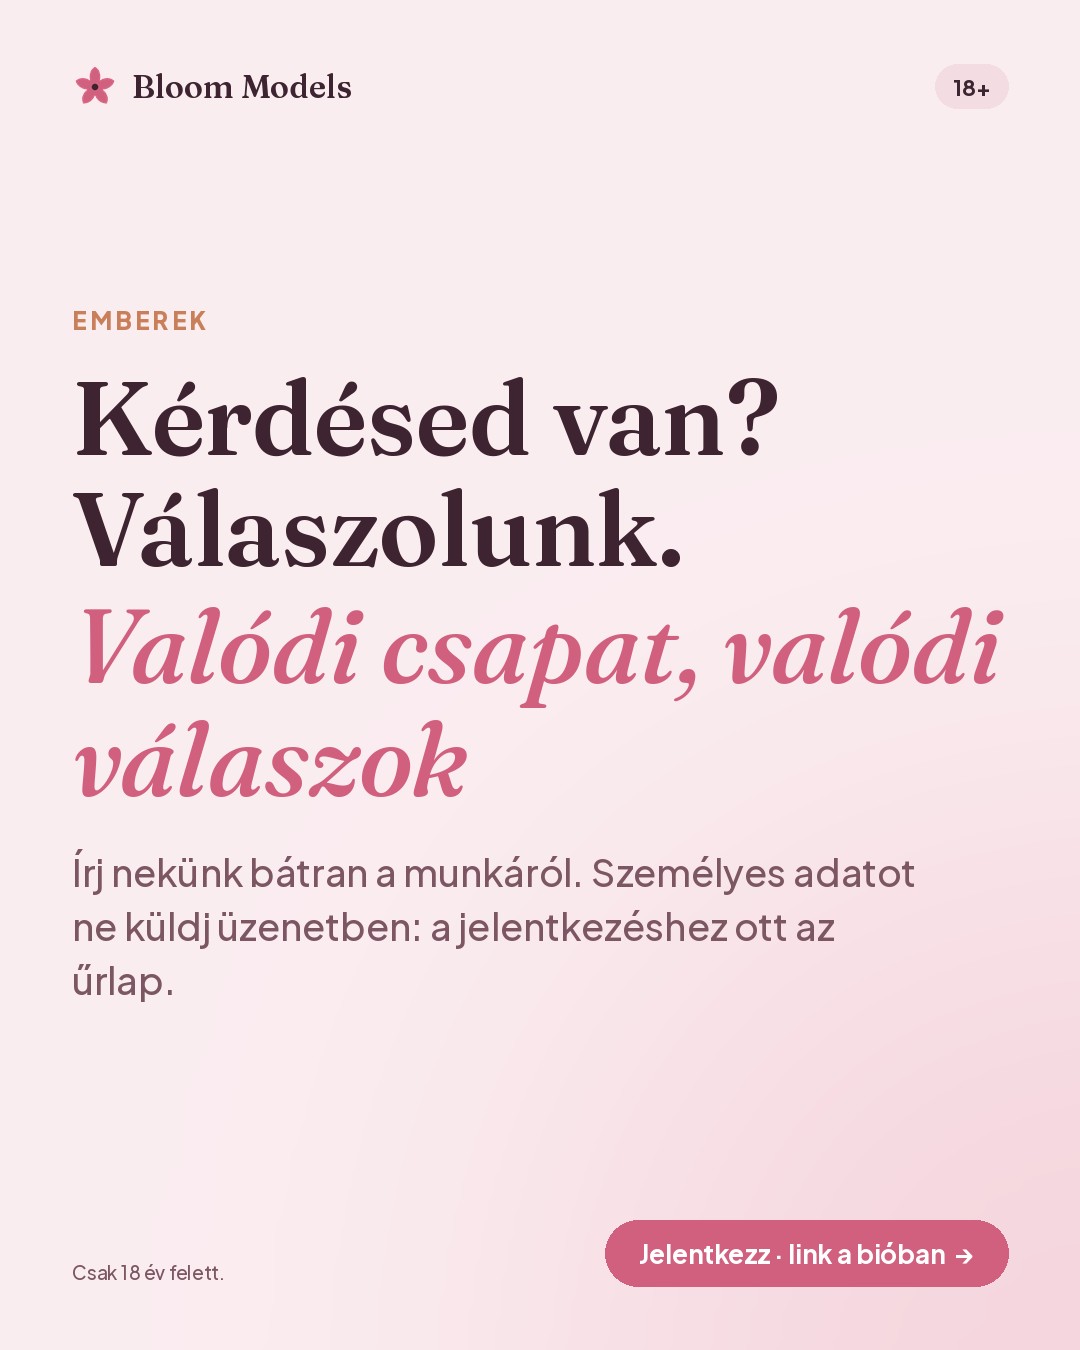 Bloom Models
18+
EMBEREK
Kérdésed van?
Válaszolunk.
Valódi csapat, valódi
válaszok
Írj nekünk bátran a munkáról. Személyes adatot
ne küldj üzenetben: a jelentkezéshez ott az
űrlap.
Csak 18 év felett.
Jelentkezz · link a bióban →